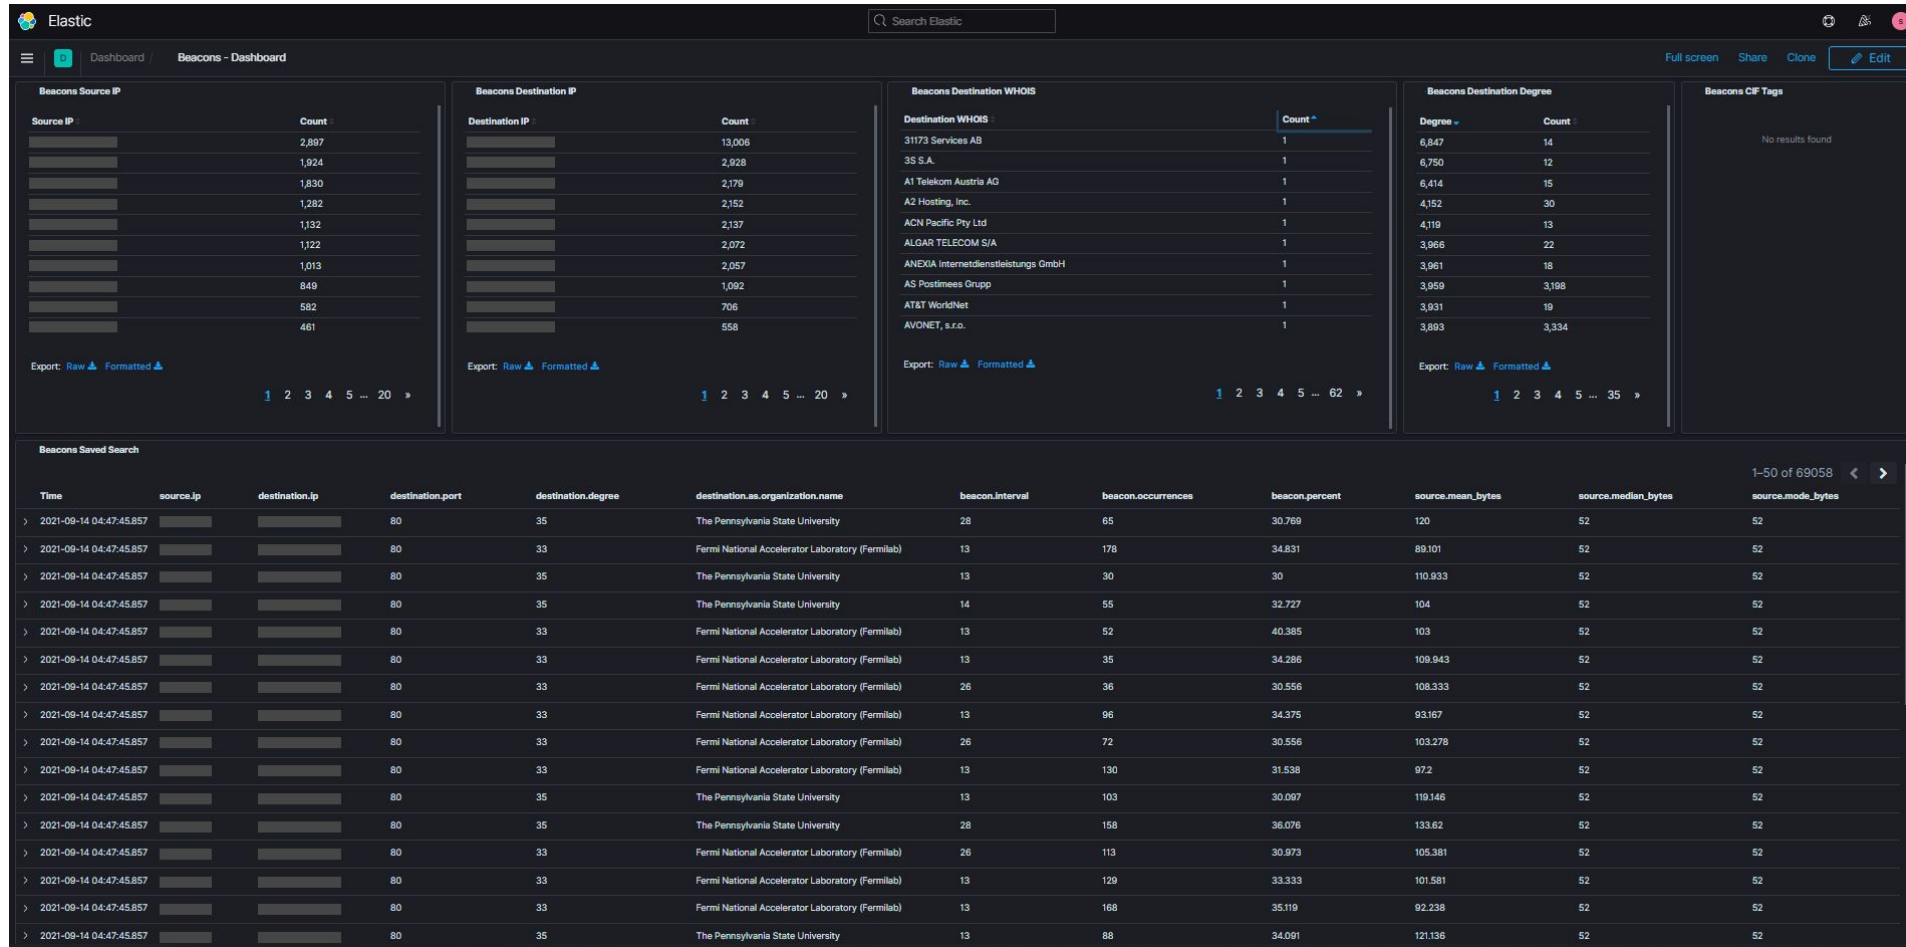 Elastic
Search Elastic
s
D Dashboard / Beacons - Dashboard Full screen Share Clone Edit
Beacons Source IP
Source IP Count
2,897
1,924
1,830
1,282
1,132
1,122
1,013
849
582
461
Export: Raw Formatted
1 2 3 4 5 ... 20 »
Beacons Destination IP
Destination IP Count
13,006
2,928
2,179
2,152
2,137
2,072
2,057
1,092
706
558
Export: Raw Formatted
1 2 3 4 5 ... 20 »
Beacons Destination WHOIS
Destination WHOIS Count
31173 Services AB 1
3S S.A. 1
A1 Telekom Austria AG 1
A2 Hosting, Inc. 1
ACN Pacific Pty Ltd 1
ALGAR TELECOM S/A 1
ANEXIA Internetdienstleistungs GmbH 1
AS Postimees Grupp 1
AT&T WorldNet 1
AVONET, s.r.o. 1
Export: Raw Formatted
1 2 3 4 5 ... 62 »
Beacons Destination Degree
Degree Count
6,847 14
6,750 12
6,414 15
4,152 30
4,119 13
3,966 22
3,961 18
3,959 3,198
3,931 19
3,893 3,334
Export: Raw Formatted
1 2 3 4 5 ... 35 »
Beacons CIF Tags
No results found
Beacons Saved Search
1–50 of 69058
Time source.ip destination.ip destination.port destination.degree destination.as.organization.name beacon.interval beacon.occurrences beacon.percent source.mean_bytes source.median_bytes source.mode_bytes
2021-09-14 04:47:45.857 80 35 The Pennsylvania State University 28 65 30.769 120 52 52
2021-09-14 04:47:45.857 80 33 Fermi National Accelerator Laboratory (Fermilab) 13 178 34.831 89.101 52 52
2021-09-14 04:47:45.857 80 35 The Pennsylvania State University 13 30 30 110.933 52 52
2021-09-14 04:47:45.857 80 35 The Pennsylvania State University 14 55 32.727 104 52 52
2021-09-14 04:47:45.857 80 33 Fermi National Accelerator Laboratory (Fermilab) 13 52 40.385 103 52 52
2021-09-14 04:47:45.857 80 33 Fermi National Accelerator Laboratory (Fermilab) 13 35 34.286 109.943 52 52
2021-09-14 04:47:45.857 80 33 Fermi National Accelerator Laboratory (Fermilab) 26 36 30.556 108.333 52 52
2021-09-14 04:47:45.857 80 33 Fermi National Accelerator Laboratory (Fermilab) 13 96 34.375 93.167 52 52
2021-09-14 04:47:45.857 80 33 Fermi National Accelerator Laboratory (Fermilab) 26 72 30.556 103.278 52 52
2021-09-14 04:47:45.857 80 33 Fermi National Accelerator Laboratory (Fermilab) 13 130 31.538 97.2 52 52
2021-09-14 04:47:45.857 80 35 The Pennsylvania State University 13 103 30.097 119.146 52 52
2021-09-14 04:47:45.857 80 35 The Pennsylvania State University 28 158 36.076 133.62 52 52
2021-09-14 04:47:45.857 80 33 Fermi National Accelerator Laboratory (Fermilab) 26 113 30.973 105.381 52 52
2021-09-14 04:47:45.857 80 33 Fermi National Accelerator Laboratory (Fermilab) 13 129 33.333 101.581 52 52
2021-09-14 04:47:45.857 80 33 Fermi National Accelerator Laboratory (Fermilab) 13 168 35.119 92.238 52 52
2021-09-14 04:47:45.857 80 35 The Pennsylvania State University 13 88 34.091 121.136 52 52